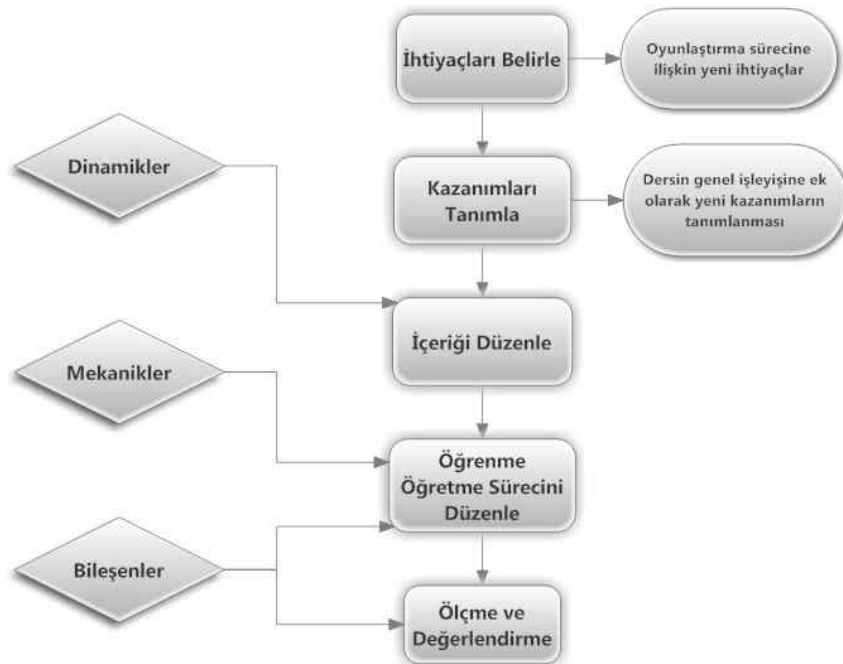 İhtiyaçları Belirle
Oyunlaştırma sürecine
ilişkin yeni ihtiyaçlar
Dinamikler
Kazanımları
Tanımla
Dersin genel işleyişine ek
olarak yeni kazanımların
tanımlanması
İçeriği Düzenle
Mekanikler
Öğrenme
Öğretme Sürecini
Düzenle
Bileşenler
Ölçme ve
Değerlendirme